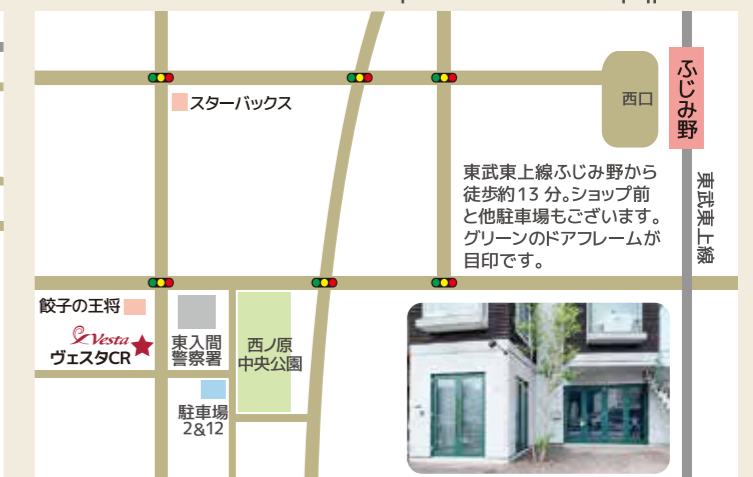 ふじみ野
西口
スターバックス
東武東上線ふじみ野から
徒歩約13分。ショップ前
と他駐車場もございます。
グリーンのドアフレームが
目印です。
東武東上線
餃子の王将
Vesta
ヴェスタCR
東入間
警察署
西ノ原
中央公園
駐車場
2&12